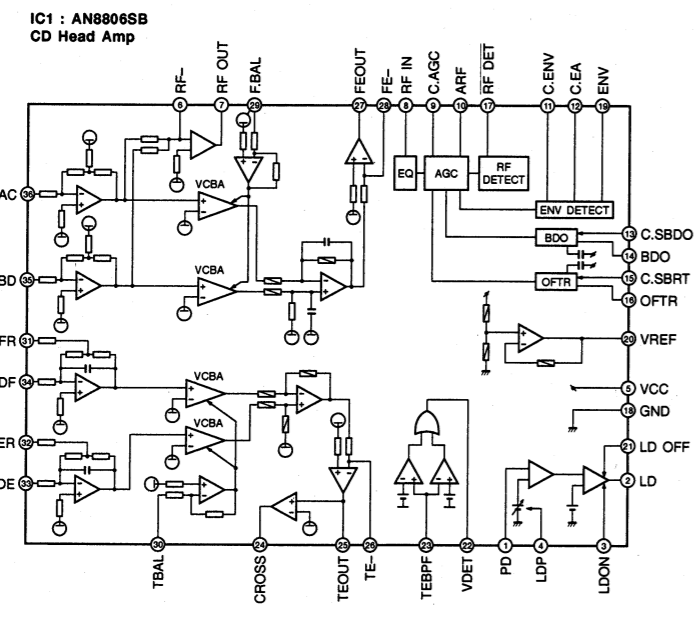 IC1 : AN8806SB
CD Head Amp
RF-
RF OUT
F.BAL
FEOUT
FE-
RF IN
C.AGC
ARF
RF DET
C.ENV
C.EA
ENV
6
7
29
27
28
8
9
10
17
11
12
19
AC
36
VCBA
EQ
AGC
RF
DETECT
ENV DETECT
13
C.SBDO
BDO
14
BDO
BD
35
VCBA
OFTR
15
C.SBRT
16
OFTR
FR
31
20
VREF
DF
34
VCBA
5
VCC
18
GND
VCBA
ER
32
21
LD OFF
DE
33
2
LD
30
24
25
26
23
22
1
4
3
TBAL
CROSS
TEOUT
TE-
TEBPF
VDET
PD
LDP
LDON